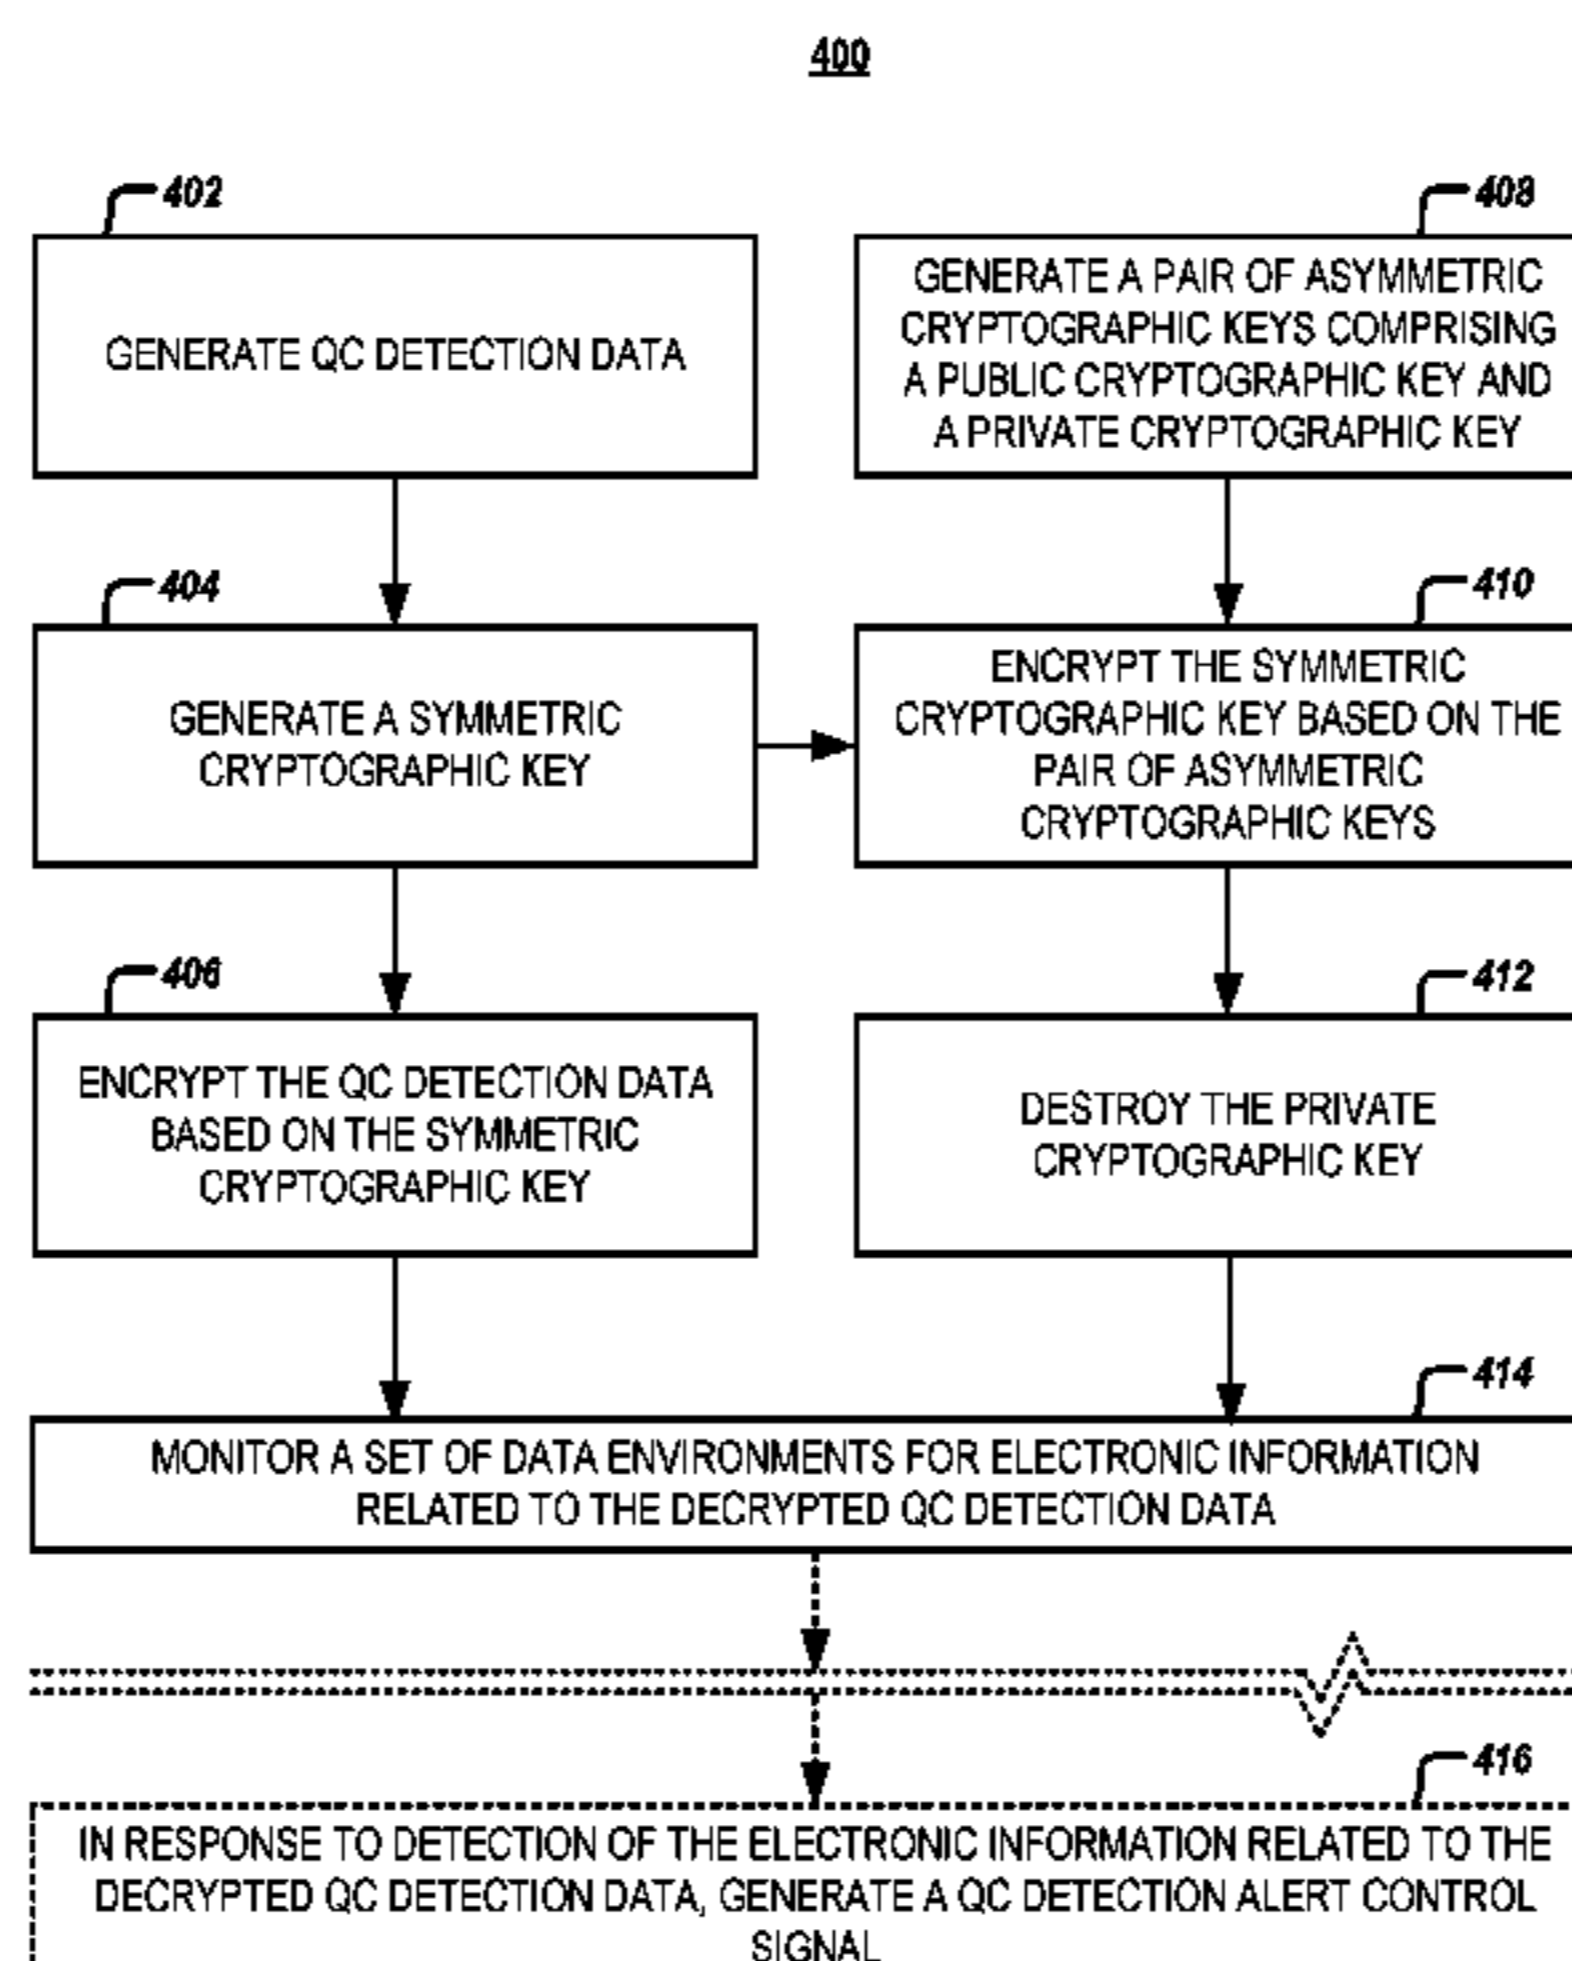 400
402
GENERATE QC DETECTION DATA
404
GENERATE A SYMMETRIC
CRYPTOGRAPHIC KEY
406
ENCRYPT THE QC DETECTION DATA
BASED ON THE SYMMETRIC
CRYPTOGRAPHIC KEY
408
GENERATE A PAIR OF ASYMMETRIC
CRYPTOGRAPHIC KEYS COMPRISING
A PUBLIC CRYPTOGRAPHIC KEY AND
A PRIVATE CRYPTOGRAPHIC KEY
410
ENCRYPT THE SYMMETRIC
CRYPTOGRAPHIC KEY BASED ON THE
PAIR OF ASYMMETRIC
CRYPTOGRAPHIC KEYS
412
DESTROY THE PRIVATE
CRYPTOGRAPHIC KEY
414
MONITOR A SET OF DATA ENVIRONMENTS FOR ELECTRONIC INFORMATION
RELATED TO THE DECRYPTED QC DETECTION DATA
416
IN RESPONSE TO DETECTION OF THE ELECTRONIC INFORMATION RELATED TO THE
DECRYPTED QC DETECTION DATA, GENERATE A QC DETECTION ALERT CONTROL
SIGNAL